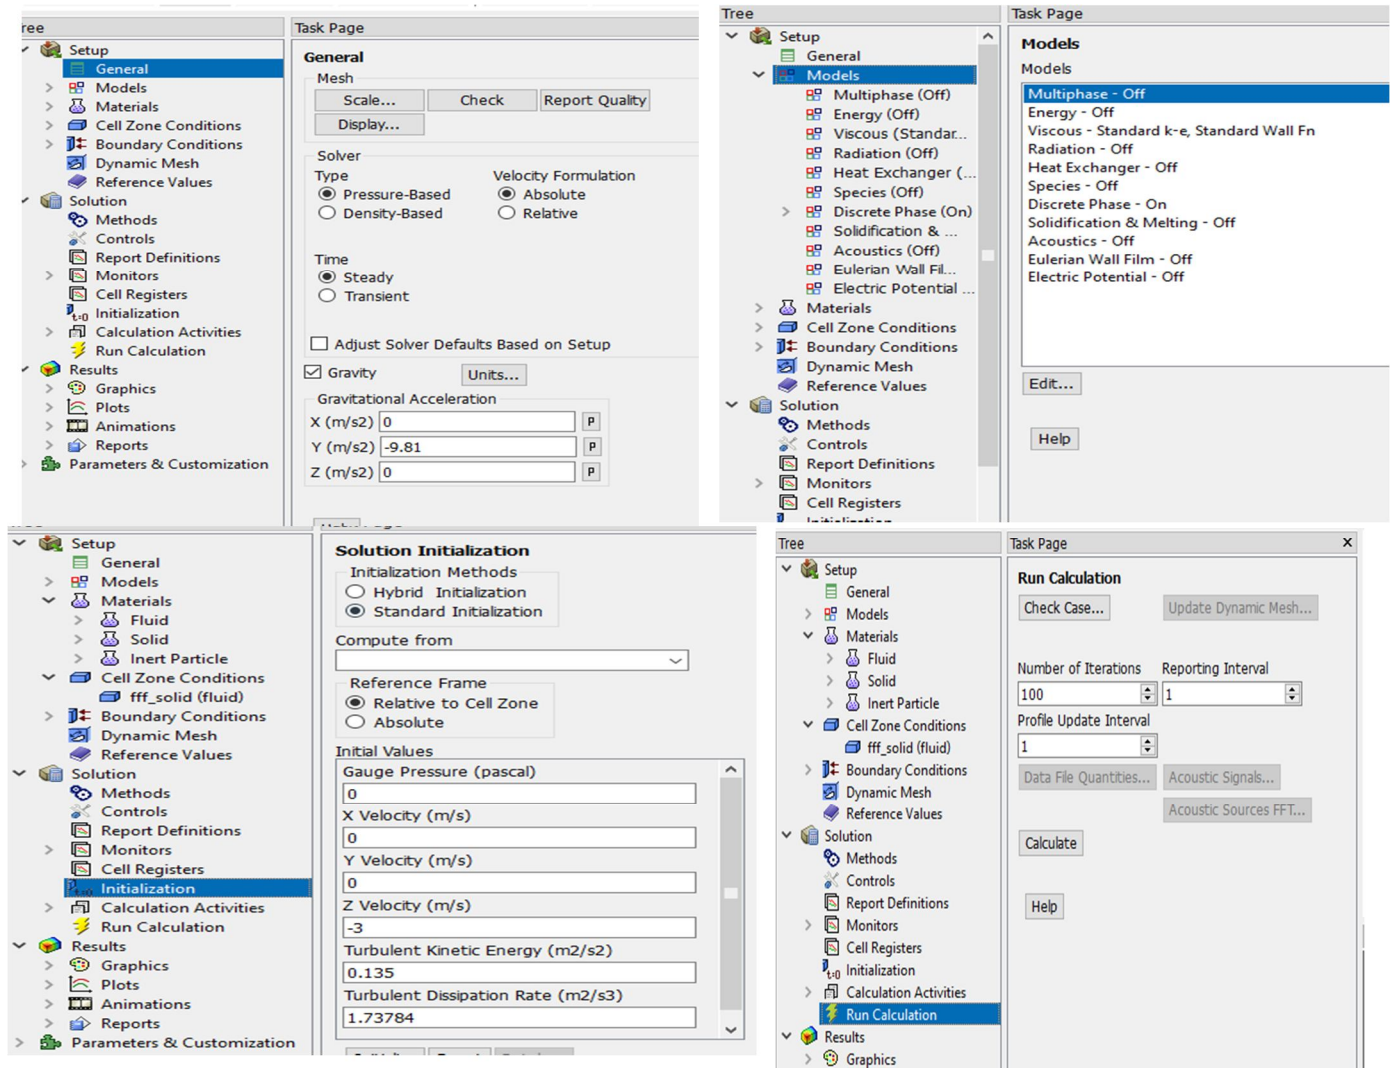 ree
Setup
General
Models
Materials
Cell Zone Conditions
Boundary Conditions
Dynamic Mesh
Reference Values
Solution
Methods
Controls
Report Definitions
Monitors
Cell Registers
t=0 Initialization
Calculation Activities
Run Calculation
Results
Graphics
Plots
Animations
Reports
Parameters & Customization
Task Page
General
Mesh
Scale... Check Report Quality
Display...
Solver
Type Velocity Formulation
Pressure-Based Absolute
Density-Based Relative
Time
Steady
Transient
Adjust Solver Defaults Based on Setup
Gravity Units...
Gravitational Acceleration
X (m/s2) 0 P
Y (m/s2) -9.81 P
Z (m/s2) 0 P
Tree
Setup
General
Models
Multiphase (Off)
Energy (Off)
Viscous (Standar...
Radiation (Off)
Heat Exchanger (...
Species (Off)
Discrete Phase (On)
Solidification & ...
Acoustics (Off)
Eulerian Wall Fil...
Electric Potential ...
Materials
Cell Zone Conditions
Boundary Conditions
Dynamic Mesh
Reference Values
Solution
Methods
Controls
Report Definitions
Monitors
Cell Registers
Initialization
Task Page
Models
Models
Multiphase - Off
Energy - Off
Viscous - Standard k-e, Standard Wall Fn
Radiation - Off
Heat Exchanger - Off
Species - Off
Discrete Phase - On
Solidification & Melting - Off
Acoustics - Off
Eulerian Wall Film - Off
Electric Potential - Off
Edit...
Help
Setup
General
Models
Materials
Fluid
Solid
Inert Particle
Cell Zone Conditions
fff_solid (fluid)
Boundary Conditions
Dynamic Mesh
Reference Values
Solution
Methods
Controls
Report Definitions
Monitors
Cell Registers
Initialization
Calculation Activities
Run Calculation
Results
Graphics
Plots
Animations
Reports
Parameters & Customization
Solution Initialization
Initialization Methods
Hybrid Initialization
Standard Initialization
Compute from
Reference Frame
Relative to Cell Zone
Absolute
Initial Values
Gauge Pressure (pascal)
0
X Velocity (m/s)
0
Y Velocity (m/s)
0
Z Velocity (m/s)
-3
Turbulent Kinetic Energy (m2/s2)
0.135
Turbulent Dissipation Rate (m2/s3)
1.73784
Tree
Setup
General
Models
Materials
Fluid
Solid
Inert Particle
Cell Zone Conditions
fff_solid (fluid)
Boundary Conditions
Dynamic Mesh
Reference Values
Solution
Methods
Controls
Report Definitions
Monitors
Cell Registers
t=0 Initialization
Calculation Activities
Run Calculation
Results
Graphics
Task Page X
Run Calculation
Check Case... Update Dynamic Mesh...
Number of Iterations Reporting Interval
100 1
Profile Update Interval
1
Data File Quantities... Acoustic Signals...
Acoustic Sources FFT...
Calculate
Help